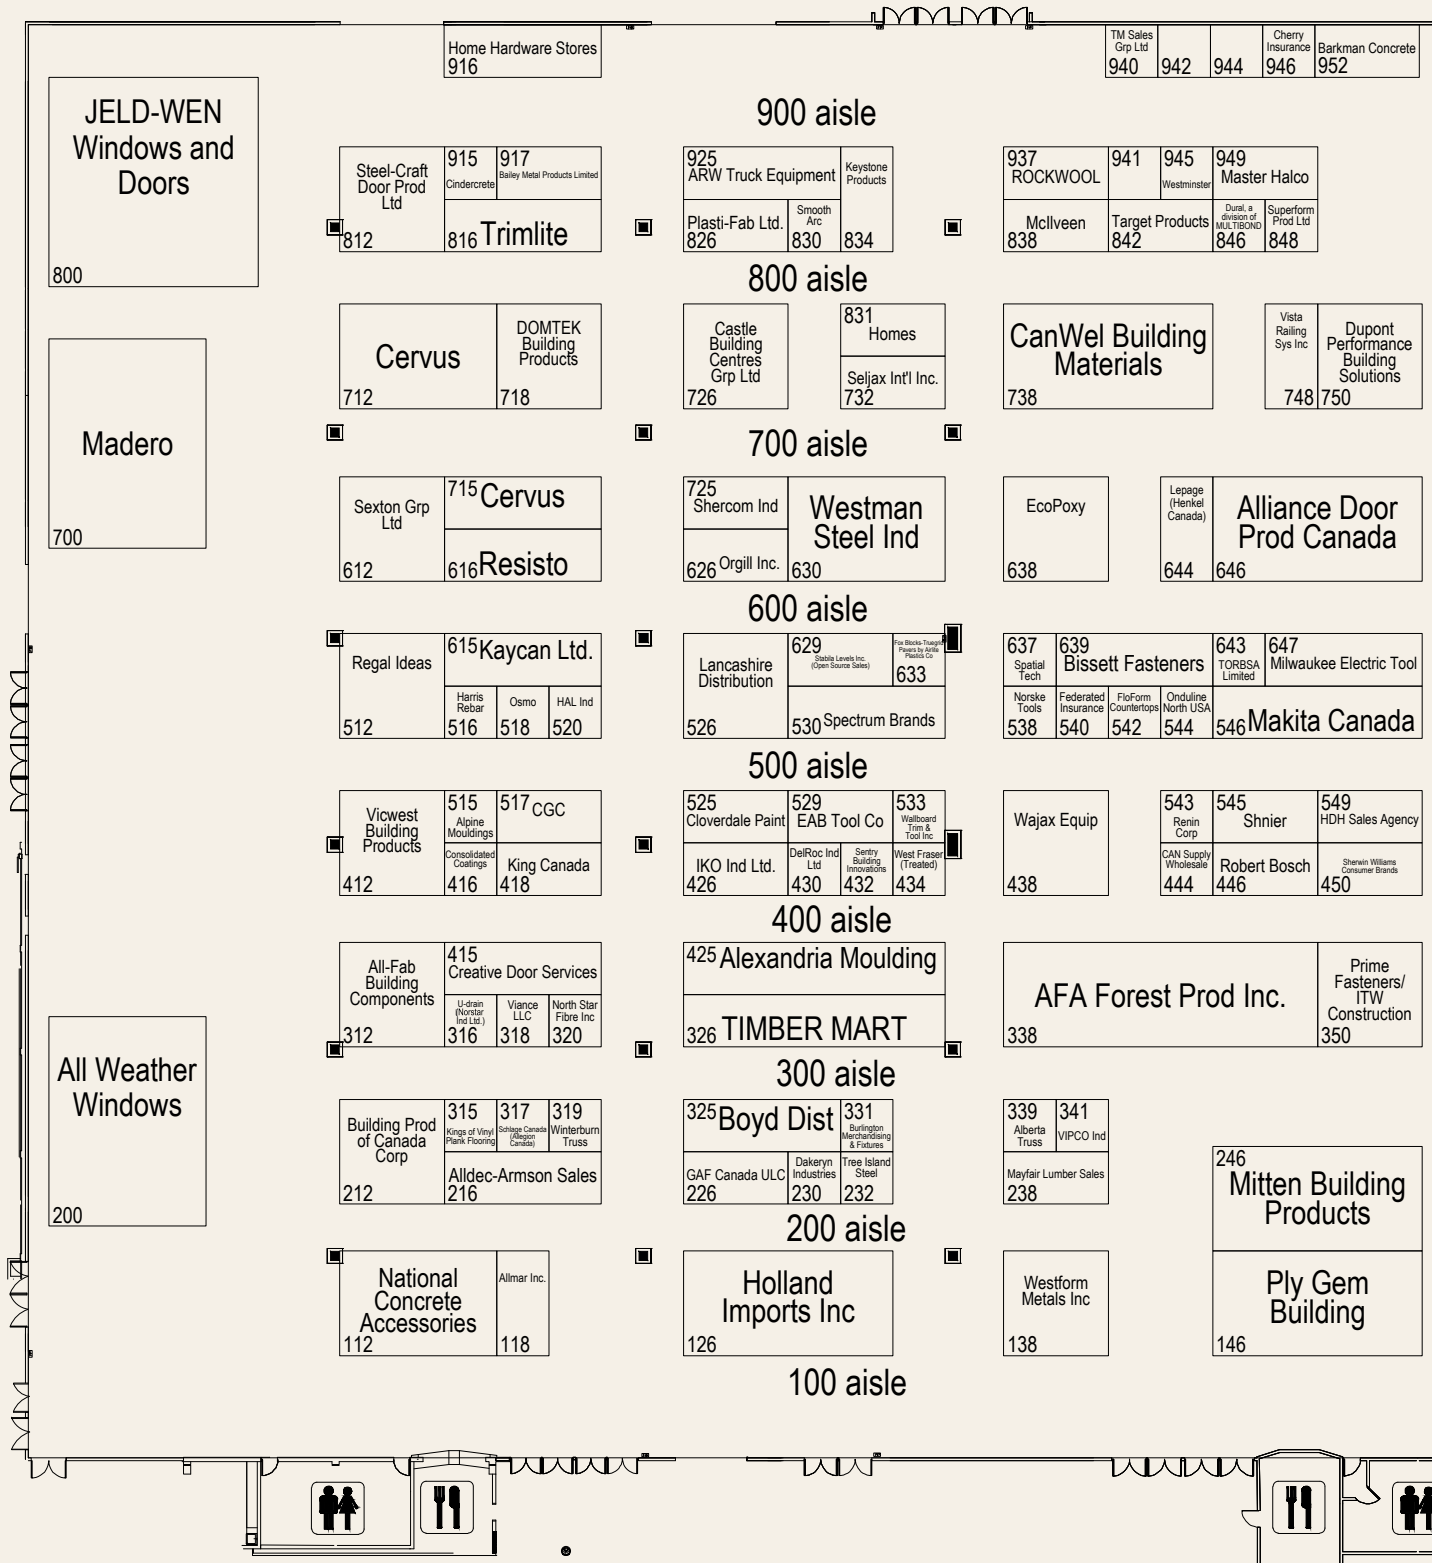 Home Hardware Stores
916
TM Sales
Grp Ltd
940
942
944
Cherry
Insurance
946
Barkman Concrete
952
JELD-WEN
Windows and
Doors
800
900 aisle
Steel-Craft
Door Prod
Ltd
812
915
Cindercrete
917
Bailey Metal Products Limited
816 Trimlite
925
ARW Truck Equipment
Keystone
Products
834
Plasti-Fab Ltd.
826
Smooth
Arc
830
937
ROCKWOOL
941
945
Westminster
949
Master Halco
McIlveen
838
Target Products
842
Dural, a
division of
MULTIBOND
846
Superform
Prod Ltd
848
800 aisle
Cervus
712
DOMTEK
Building
Products
718
Castle
Building
Centres
Grp Ltd
726
831
Homes
Seljax Int'l Inc.
732
CanWel Building
Materials
738
Vista
Railing
Sys Inc
748
Dupont
Performance
Building
Solutions
750
Madero
700
700 aisle
Sexton Grp
Ltd
612
715 Cervus
616 Resisto
725
Shercom Ind
626 Orgill Inc.
Westman
Steel Ind
630
EcoPoxy
638
Lepage
(Henkel
Canada)
644
Alliance Door
Prod Canada
646
600 aisle
Regal Ideas
512
615 Kaycan Ltd.
Harris
Rebar
516
Osmo
518
HAL Ind
520
Lancashire
Distribution
526
629
Stabila Levels Inc.
(Open Source Sales)
Fox Blocks-Truegrid
Pavers by Airlite
Plastics Co
633
530 Spectrum Brands
637
Spatial
Tech
639
Bissett Fasteners
643
TORBSA
Limited
647
Milwaukee Electric Tool
Norske
Tools
538
Federated
Insurance
540
FloForm
Countertops
542
Onduline
North USA
544
546 Makita Canada
500 aisle
Vicwest
Building
Products
412
515
Alpine
Mouldings
517 CGC
Consolidated
Coatings
416
King Canada
418
525
Cloverdale Paint
529
EAB Tool Co
533
Wallboard
Trim &
Tool Inc
IKO Ind Ltd.
426
DelRoc Ind
Ltd
430
Sentry
Building
Innovations
432
West Fraser
(Treated)
434
Wajax Equip
438
543
Renin
Corp
545
Shnier
549
HDH Sales Agency
CAN Supply
Wholesale
444
Robert Bosch
446
Sherwin Williams
Consumer Brands
450
400 aisle
All-Fab
Building
Components
312
415
Creative Door Services
U-drain
(Norstar
Ind Ltd.)
316
Viance
LLC
318
North Star
Fibre Inc
320
425 Alexandria Moulding
326 TIMBER MART
AFA Forest Prod Inc.
338
Prime
Fasteners/
ITW
Construction
350
All Weather
Windows
200
300 aisle
Building Prod
of Canada
Corp
212
315
Kings of Vinyl
Plank Flooring
317
Schlage Canada
(Allegion
Canada)
319
Winterburn
Truss
Alldec-Armson Sales
216
325 Boyd Dist
331
Burlington
Merchandising
& Fixtures
GAF Canada ULC
226
Dakeryn
Industries
230
Tree Island
Steel
232
339
Alberta
Truss
341
VIPCO Ind
Mayfair Lumber Sales
238
246
Mitten Building
Products
200 aisle
National
Concrete
Accessories
112
Allmar Inc.
118
Holland
Imports Inc
126
Westform
Metals Inc
138
Ply Gem
Building
146
100 aisle